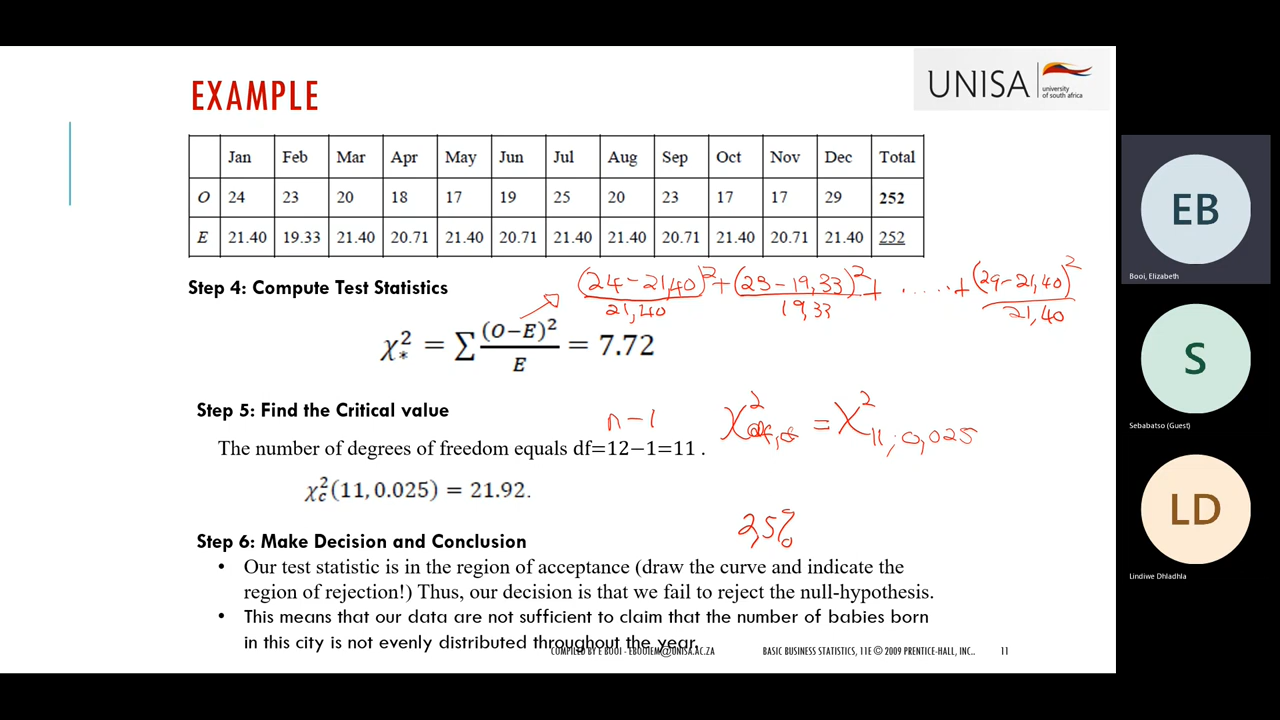 EXAMPLE
UNISA university of south africa
Jan Feb Mar Apr May Jun Jul Aug Sep Oct Nov Dec Total
O 24 23 20 18 17 19 25 20 23 17 17 29 252
E 21.40 19.33 21.40 20.71 21.40 20.71 21.40 21.40 20.71 21.40 20.71 21.40 252
Step 4: Compute Test Statistics
(24-21,40)²/21,40 + (23-19,33)²/19,33 + ..... + (29-21,40)²/21,40
χ²* = ∑ (O−E)²/E = 7.72
Step 5: Find the Critical value
n-1
χ²df,α = χ²11; 0,025
The number of degrees of freedom equals df=12−1=11 .
χ²c(11, 0.025) = 21.92.
2,5%
Step 6: Make Decision and Conclusion
• Our test statistic is in the region of acceptance (draw the curve and indicate the
region of rejection!) Thus, our decision is that we fail to reject the null-hypothesis.
• This means that our data are not sufficient to claim that the number of babies born
in this city is not evenly distributed throughout the year.
COMPILED BY E BOOI - EBOOIEM@UNISA.AC.ZA BASIC BUSINESS STATISTICS, 11E © 2009 PRENTICE-HALL, INC.. 11
EB
Booi, Elizabeth
S
Sebabatso (Guest)
LD
Lindiwe Dhladhla